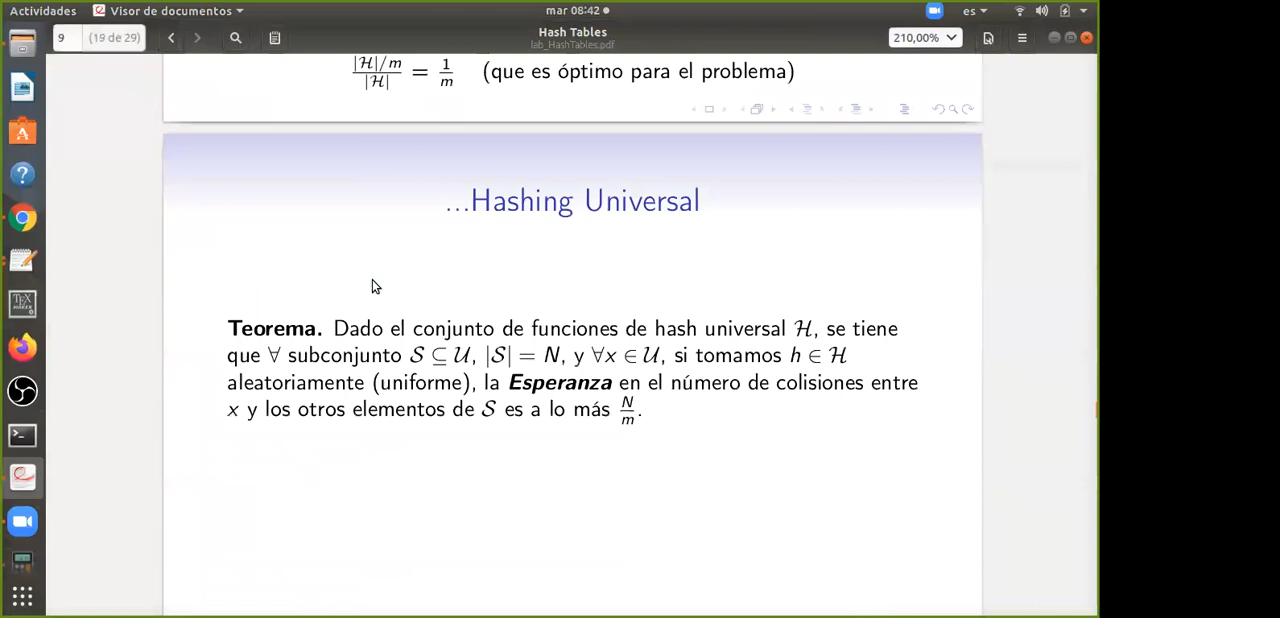 Actividades Visor de documentos mar 08:42 es
9 (19 de 29) Hash Tables 210,00%
lab_HashTables.pdf
|ℋ|/m / |ℋ| = 1/m (que es óptimo para el problema)
...Hashing Universal
Teorema. Dado el conjunto de funciones de hash universal ℋ, se tiene
que ∀ subconjunto 𝒮 ⊆ 𝒰, |𝒮| = N, y ∀x ∈ 𝒰, si tomamos h ∈ ℋ
aleatoriamente (uniforme), la Esperanza en el número de colisiones entre
x y los otros elementos de 𝒮 es a lo más N/m.